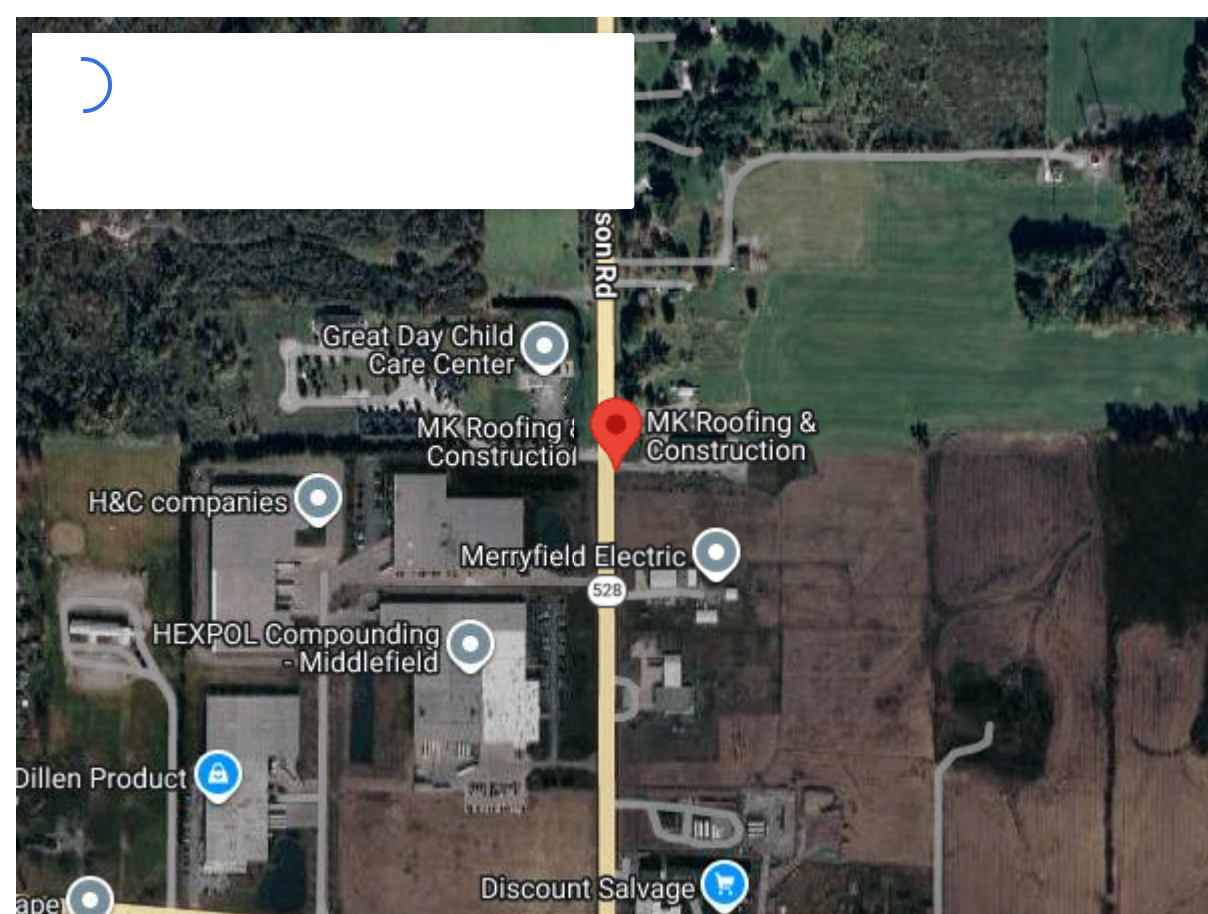 son Rd
Great Day Child
Care Center
MK Roofing &
Construction
MK Roofing &
Construction
H&C companies
Merryfield Electric
528
HEXPOL Compounding
- Middlefield
Dillen Product
Discount Salvage
ape